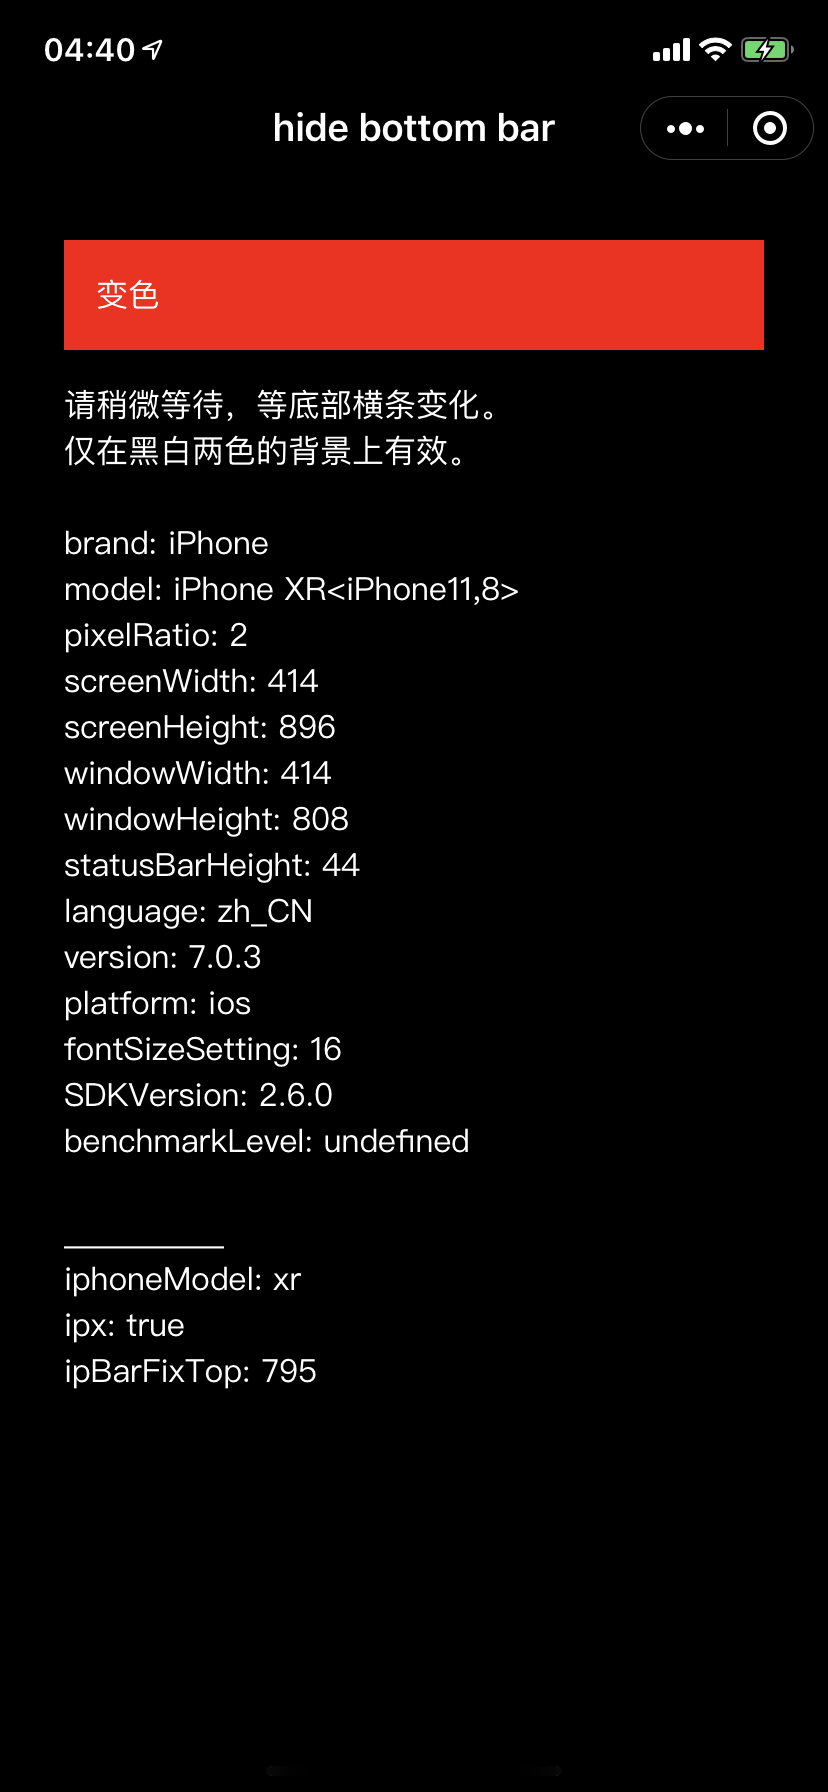 04:40
hide bottom bar
变色
请稍微等待，等底部横条变化。
仅在黑白两色的背景上有效。
brand: iPhone
model: iPhone XR<iPhone11,8>
pixelRatio: 2
screenWidth: 414
screenHeight: 896
windowWidth: 414
windowHeight: 808
statusBarHeight: 44
language: zh_CN
version: 7.0.3
platform: ios
fontSizeSetting: 16
SDKVersion: 2.6.0
benchmarkLevel: undefined
iphoneModel: xr
ipx: true
ipBarFixTop: 795